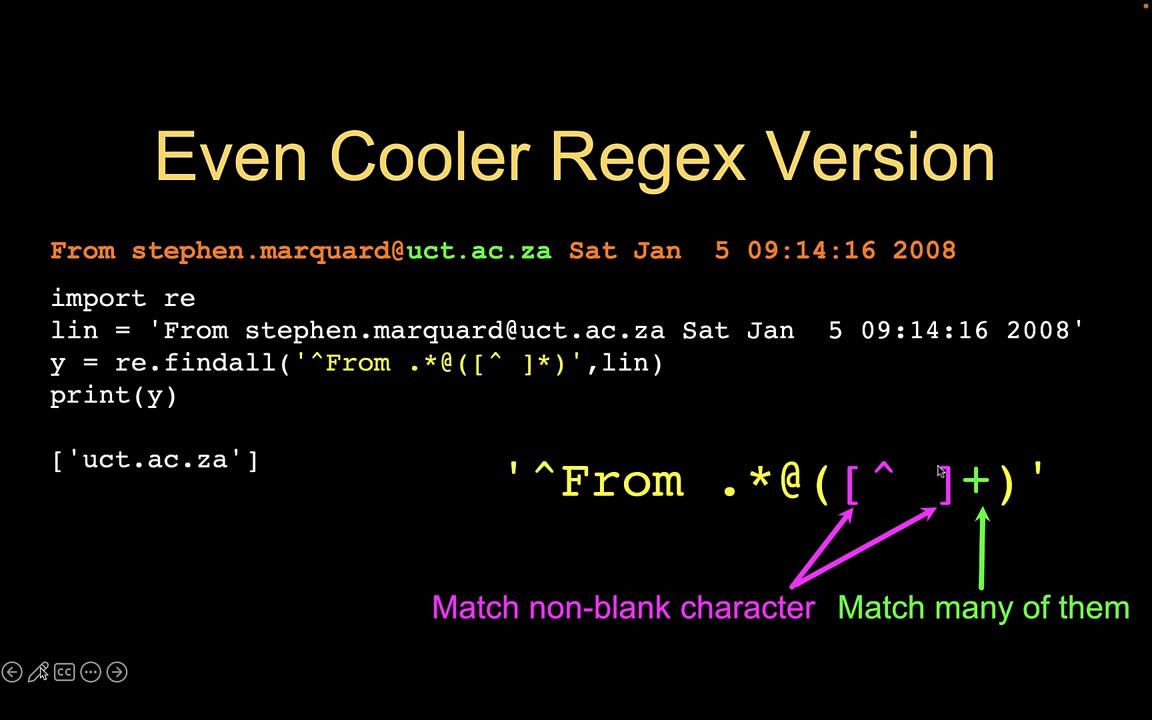 Even Cooler Regex Version
From stephen.marquard@uct.ac.za Sat Jan  5 09:14:16 2008
import re
lin = 'From stephen.marquard@uct.ac.za Sat Jan  5 09:14:16 2008'
y = re.findall('^From .*@([^ ]*)',lin)
print(y)
['uct.ac.za']
'^From .*@([^ ]+)'
Match non-blank character
Match many of them
CC